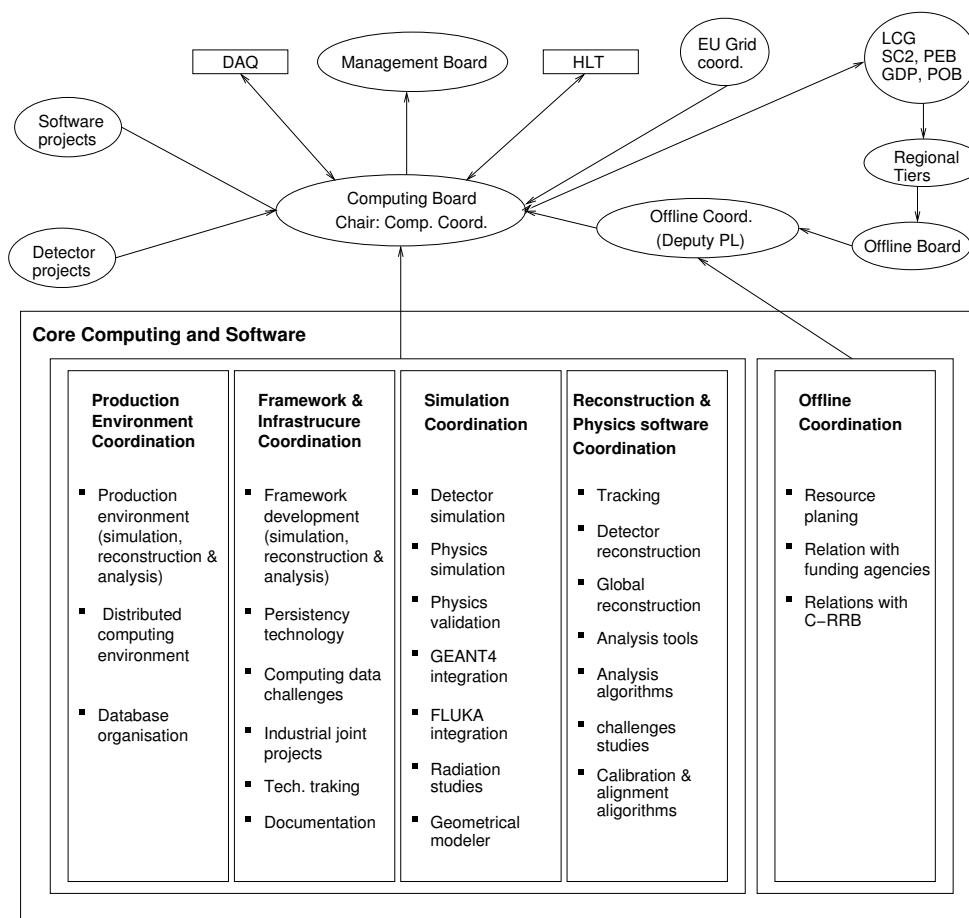 DAQ
Management Board
HLT
EU Grid
coord.
LCG
SC2, PEB
GDP, POB
Software
projects
Regional
Tiers
Computing Board
Chair: Comp. Coord.
Offline Coord.
(Deputy PL)
Offline Board
Detector
projects
Core Computing and Software
Production
Environment
Coordination
▪ Production
environment
(simulation,
reconstruction &
analysis)
▪ Distributed
computing
environment
▪ Database
organisation
Framework &
Infrastrucure
Coordination
▪ Framework
development
(simulation,
reconstruction &
analysis)
▪ Persistency
technology
▪ Computing data
challenges
▪ Industrial joint
projects
▪ Tech. traking
▪ Documentation
Simulation
Coordination
▪ Detector
simulation
▪ Physics
simulation
▪ Physics
validation
▪ GEANT4
integration
▪ FLUKA
integration
▪ Radiation
studies
▪ Geometrical
modeler
Reconstruction &
Physics software
Coordination
▪ Tracking
▪ Detector
reconstruction
▪ Global
reconstruction
▪ Analysis tools
▪ Analysis
algorithms
▪ challenges
studies
▪ Calibration &
alignment
algorithms
Offline
Coordination
▪ Resource
planing
▪ Relation with
funding agencies
▪ Relations with
C−RRB